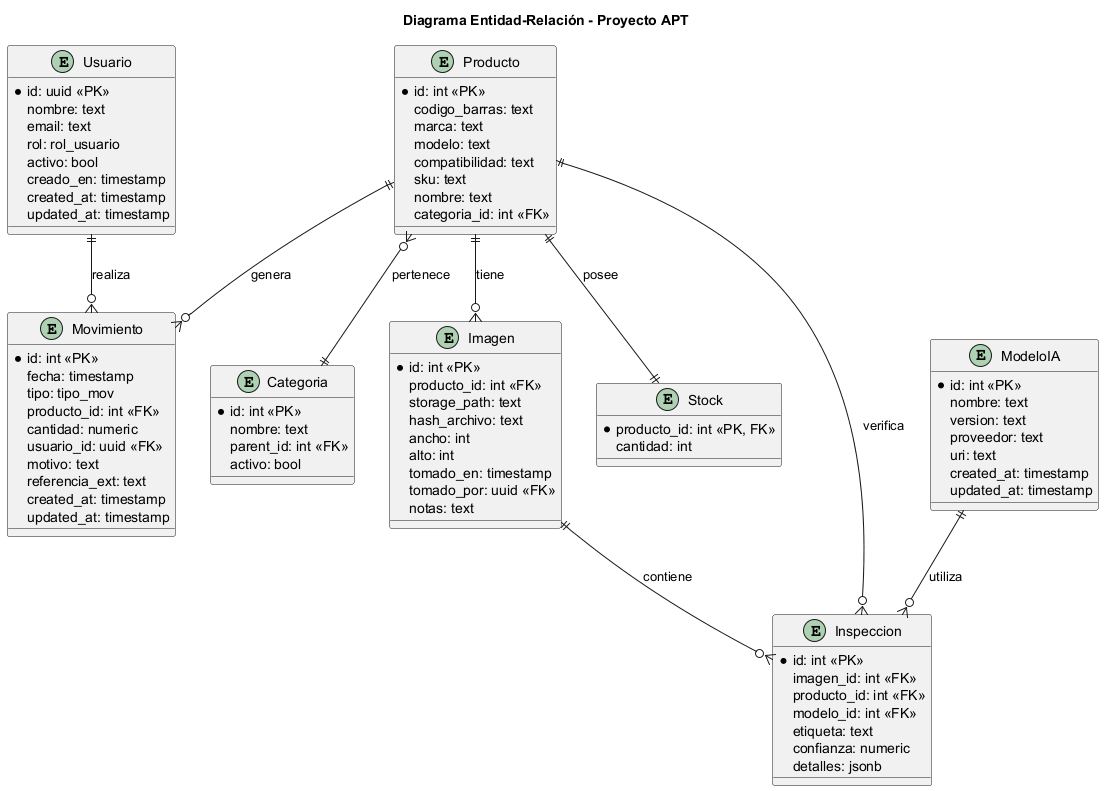 Diagrama Entidad-Relación - Proyecto APT
E Usuario
id: uuid «PK»
nombre: text
email: text
rol: rol_usuario
activo: bool
creado_en: timestamp
created_at: timestamp
updated_at: timestamp
E Producto
id: int «PK»
codigo_barras: text
marca: text
modelo: text
compatibilidad: text
sku: text
nombre: text
categoria_id: int «FK»
realiza
genera
pertenece
tiene
posee
verifica
E Movimiento
id: int «PK»
fecha: timestamp
tipo: tipo_mov
producto_id: int «FK»
cantidad: numeric
usuario_id: uuid «FK»
motivo: text
referencia_ext: text
created_at: timestamp
updated_at: timestamp
E Categoria
id: int «PK»
nombre: text
parent_id: int «FK»
activo: bool
E Imagen
id: int «PK»
producto_id: int «FK»
storage_path: text
hash_archivo: text
ancho: int
alto: int
tomado_en: timestamp
tomado_por: uuid «FK»
notas: text
E Stock
producto_id: int «PK, FK»
cantidad: int
E ModeloIA
id: int «PK»
nombre: text
version: text
proveedor: text
uri: text
created_at: timestamp
updated_at: timestamp
contiene
utiliza
E Inspeccion
id: int «PK»
imagen_id: int «FK»
producto_id: int «FK»
modelo_id: int «FK»
etiqueta: text
confianza: numeric
detalles: jsonb